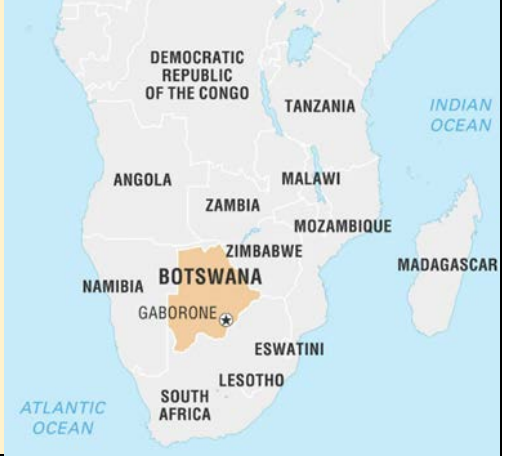 DEMOCRATIC
REPUBLIC
OF THE CONGO
TANZANIA
INDIAN
OCEAN
ANGOLA
MALAWI
ZAMBIA
MOZAMBIQUE
ZIMBABWE
MADAGASCAR
NAMIBIA
BOTSWANA
GABORONE
ESWATINI
LESOTHO
SOUTH
AFRICA
ATLANTIC
OCEAN